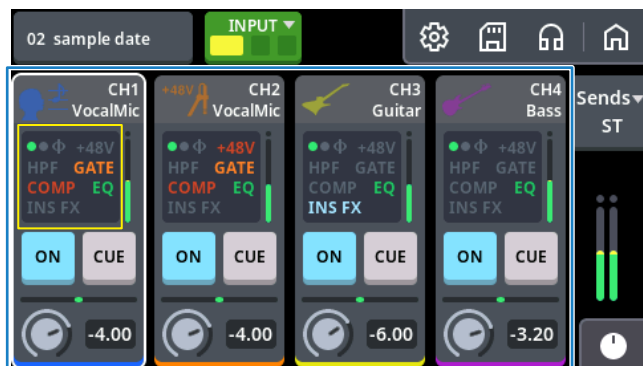 02 sample date
INPUT
CH1
VocalMic
Φ +48V
HPF GATE
COMP EQ
INS FX
ON CUE
-4.00
+48V
CH2
VocalMic
Φ +48V
HPF GATE
COMP EQ
INS FX
ON CUE
-4.00
CH3
Guitar
Φ +48V
HPF GATE
COMP EQ
INS FX
ON CUE
-6.00
CH4
Bass
Φ +48V
HPF GATE
COMP EQ
INS FX
ON CUE
-3.20
Sends
ST